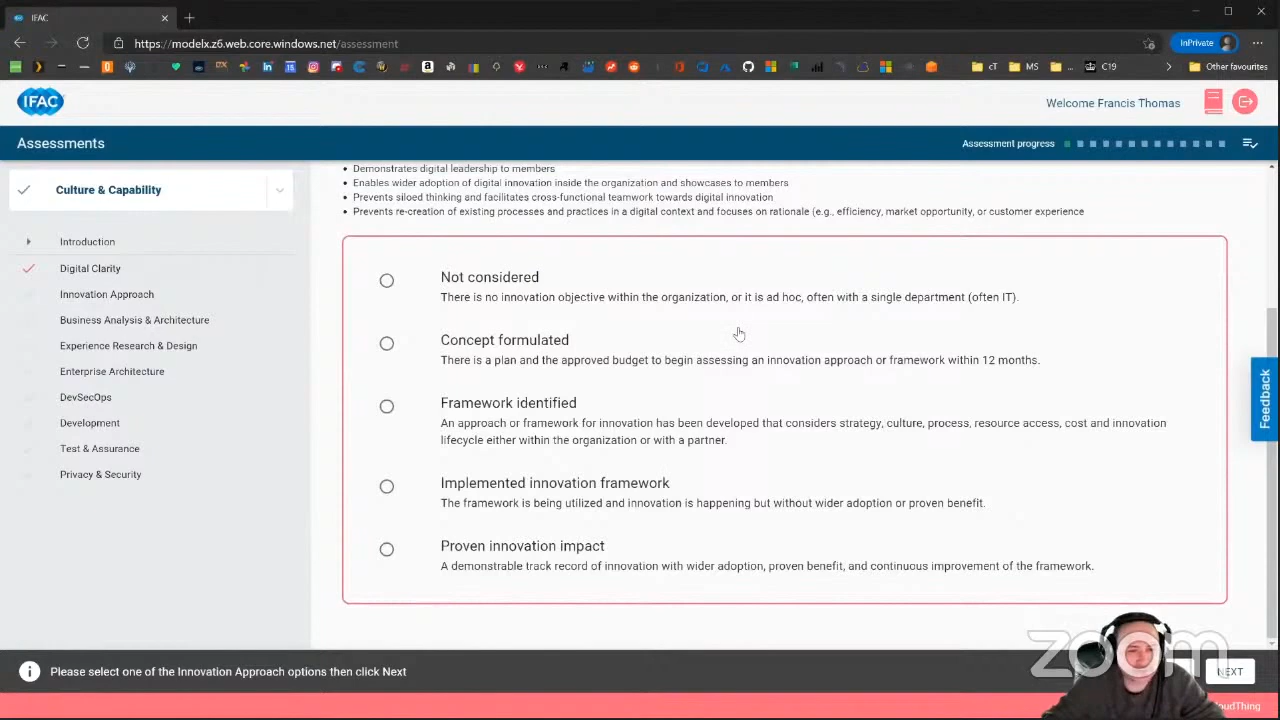 IFAC
https://modelx.z6.web.core.windows.net/assessment
InPrivate
cT
MS
...
C19
Other favourites
IFAC
Welcome Francis Thomas
Assessments
Assessment progress
Culture & Capability
Introduction
Digital Clarity
Innovation Approach
Business Analysis & Architecture
Experience Research & Design
Enterprise Architecture
DevSecOps
Development
Test & Assurance
Privacy & Security
• Demonstrates digital leadership to members
• Enables wider adoption of digital innovation inside the organization and showcases to members
• Prevents siloed thinking and facilitates cross-functional teamwork towards digital innovation
• Prevents re-creation of existing processes and practices in a digital context and focuses on rationale (e.g., efficiency, market opportunity, or customer experience
Not considered
There is no innovation objective within the organization, or it is ad hoc, often with a single department (often IT).
Concept formulated
There is a plan and the approved budget to begin assessing an innovation approach or framework within 12 months.
Framework identified
An approach or framework for innovation has been developed that considers strategy, culture, process, resource access, cost and innovation
lifecycle either within the organization or with a partner.
Implemented innovation framework
The framework is being utilized and innovation is happening but without wider adoption or proven benefit.
Proven innovation impact
A demonstrable track record of innovation with wider adoption, proven benefit, and continuous improvement of the framework.
Feedback
Please select one of the Innovation Approach options then click Next
zoom
NEXT
oudThing